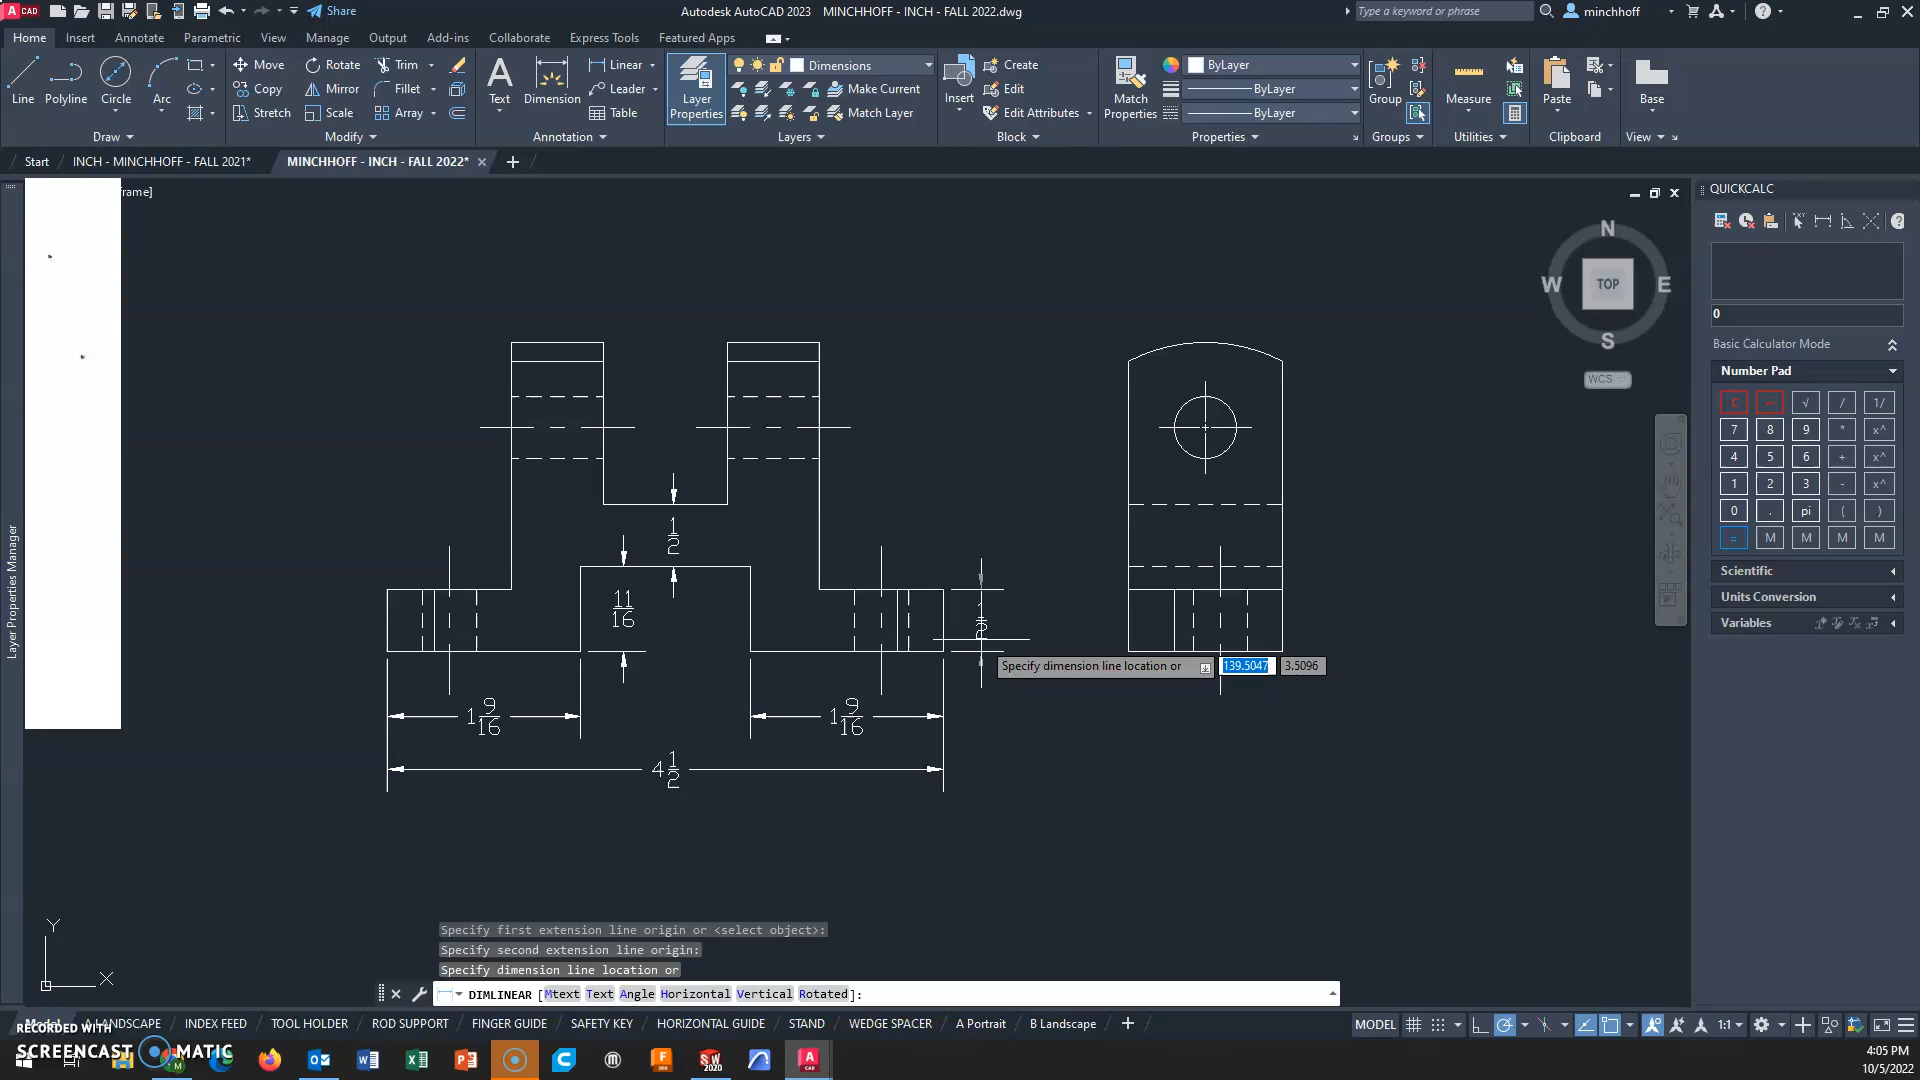 CAD
Share
Autodesk AutoCAD 2023 MINCHHOFF - INCH - FALL 2022.dwg
Type a keyword or phrase
minchhoff
Home Insert Annotate Parametric View Manage Output Add-ins Collaborate Express Tools Featured Apps
Line Polyline Circle Arc
Move Rotate Trim
Copy Mirror Fillet
Stretch Scale Array
Text Dimension
Linear
Leader
Table
Layer Properties
Dimensions
Make Current
Match Layer
Insert
Create
Edit
Edit Attributes
Match Properties
ByLayer
ByLayer
ByLayer
Group
Measure
Paste
Base
Draw Modify Annotation Layers Block Properties Groups Utilities Clipboard View
Start INCH - MINCHHOFF - FALL 2021* MINCHHOFF - INCH - FALL 2022*
rame]
Layer Properties Manager
N
W TOP E
S
WCS
1/2
11/16
1/2
Specify dimension line location or 139.5047 3.5096
1 9/16 1 9/16
4 1/2
QUICKCALC
0
Basic Calculator Mode
Number Pad
C √ / 1/
7 8 9 * x^
4 5 6 + x^
1 2 3 - x^
0 . pi ( )
= M M M M
Scientific
Units Conversion
Variables
Y
X
Specify first extension line origin or <select object>:
Specify second extension line origin:
Specify dimension line location or
DIMLINEAR [Mtext Text Angle Horizontal Vertical Rotated]:
LANDSCAPE INDEX FEED TOOL HOLDER ROD SUPPORT FINGER GUIDE SAFETY KEY HORIZONTAL GUIDE STAND WEDGE SPACER A Portrait B Landscape
MODEL 1:1
RECORDED WITH
SCREENCAST MATIC
4:05 PM
10/5/2022